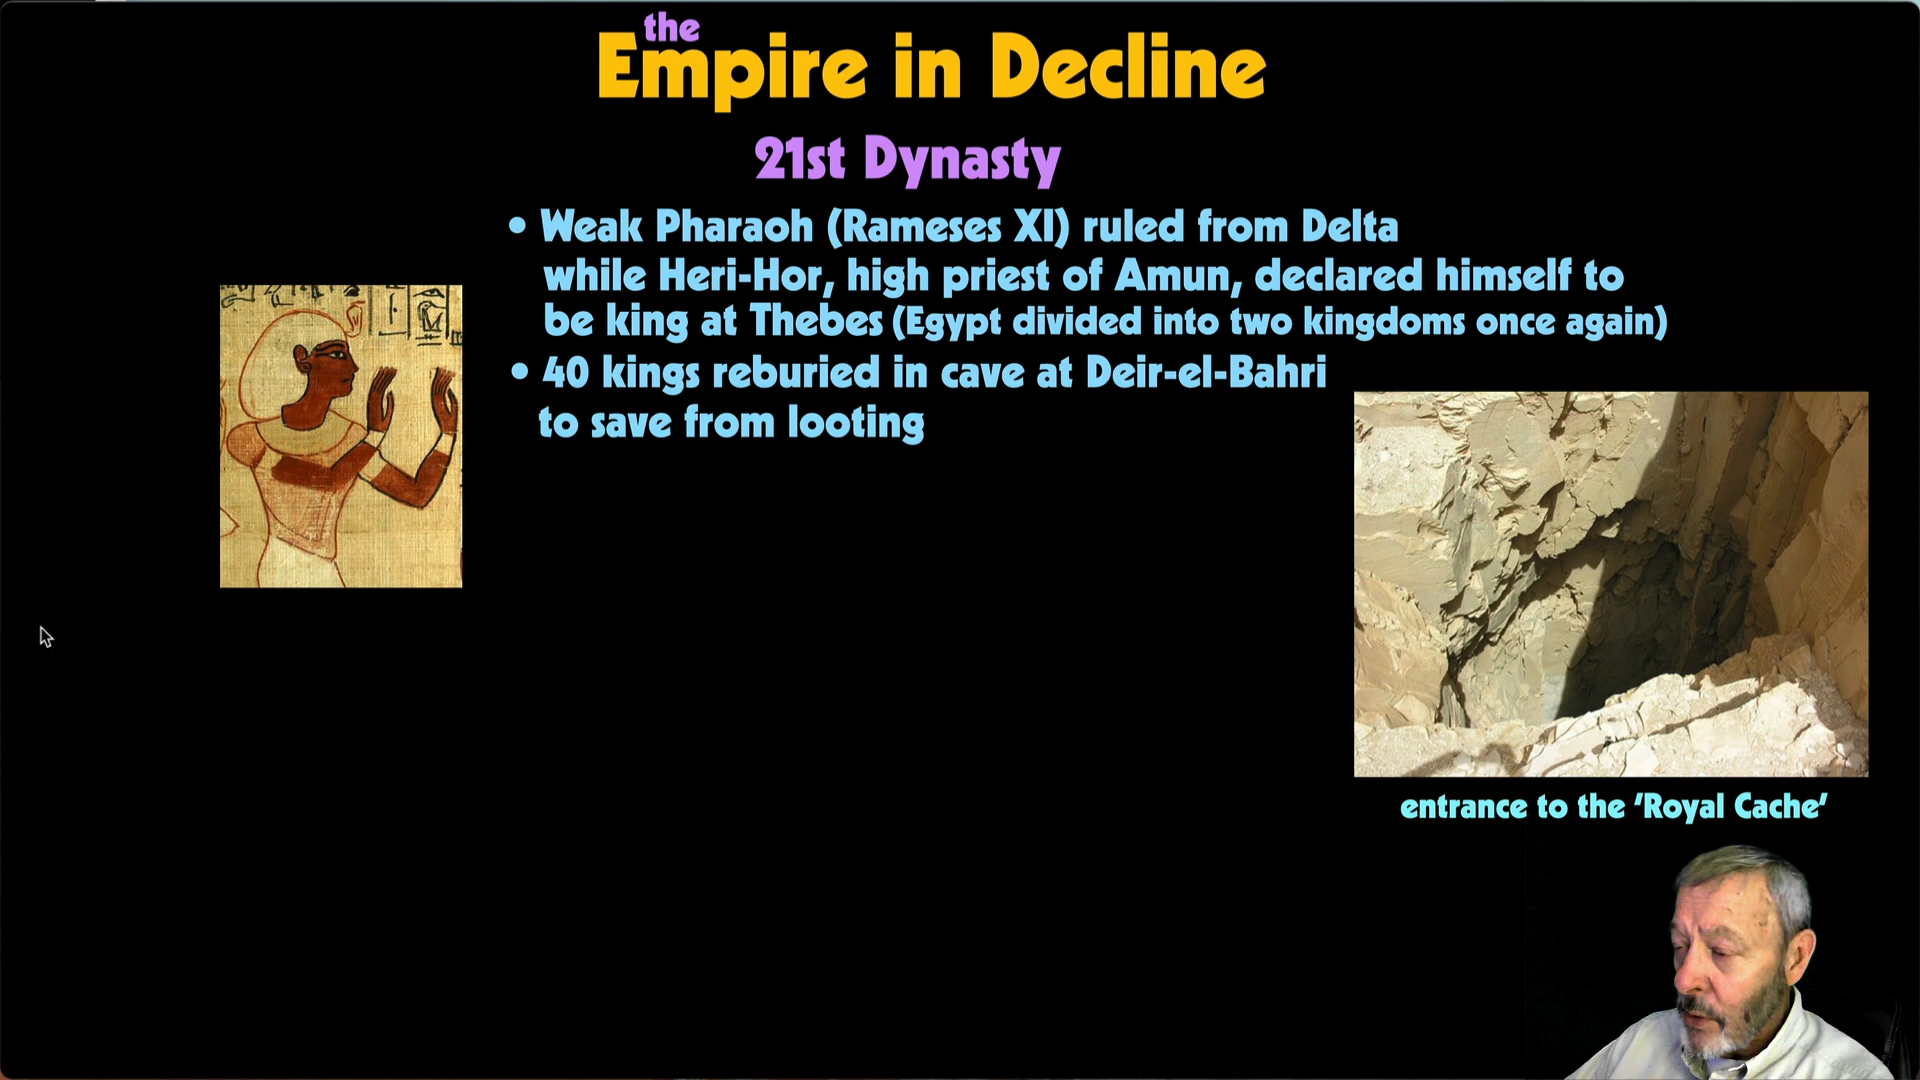 the
Empire in Decline
21st Dynasty
• Weak Pharaoh (Rameses XI) ruled from Delta
while Heri-Hor, high priest of Amun, declared himself to
be king at Thebes (Egypt divided into two kingdoms once again)
• 40 kings reburied in cave at Deir-el-Bahri
to save from looting
entrance to the ‘Royal Cache’